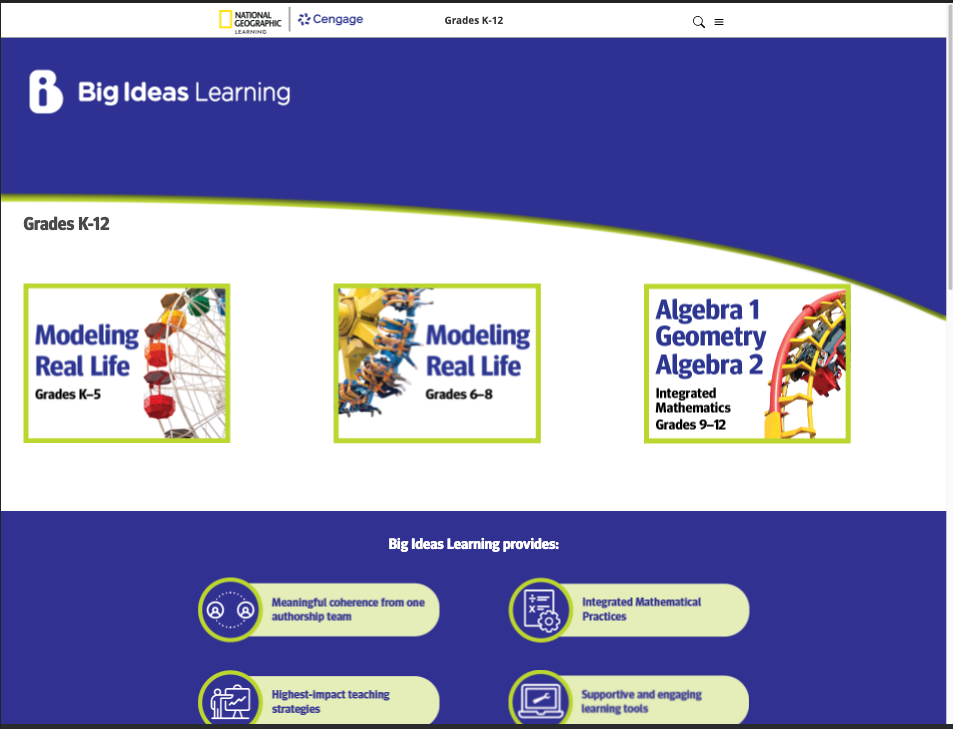 NATIONAL
GEOGRAPHIC
LEARNING
Cengage
Grades K-12
Big Ideas Learning
Grades K-12
Modeling
Real Life
Grades K–5
Modeling
Real Life
Grades 6–8
Algebra 1
Geometry
Algebra 2
Integrated
Mathematics
Grades 9–12
Big Ideas Learning provides:
Meaningful coherence from one
authorship team
Integrated Mathematical
Practices
Highest-impact teaching
strategies
Supportive and engaging
learning tools